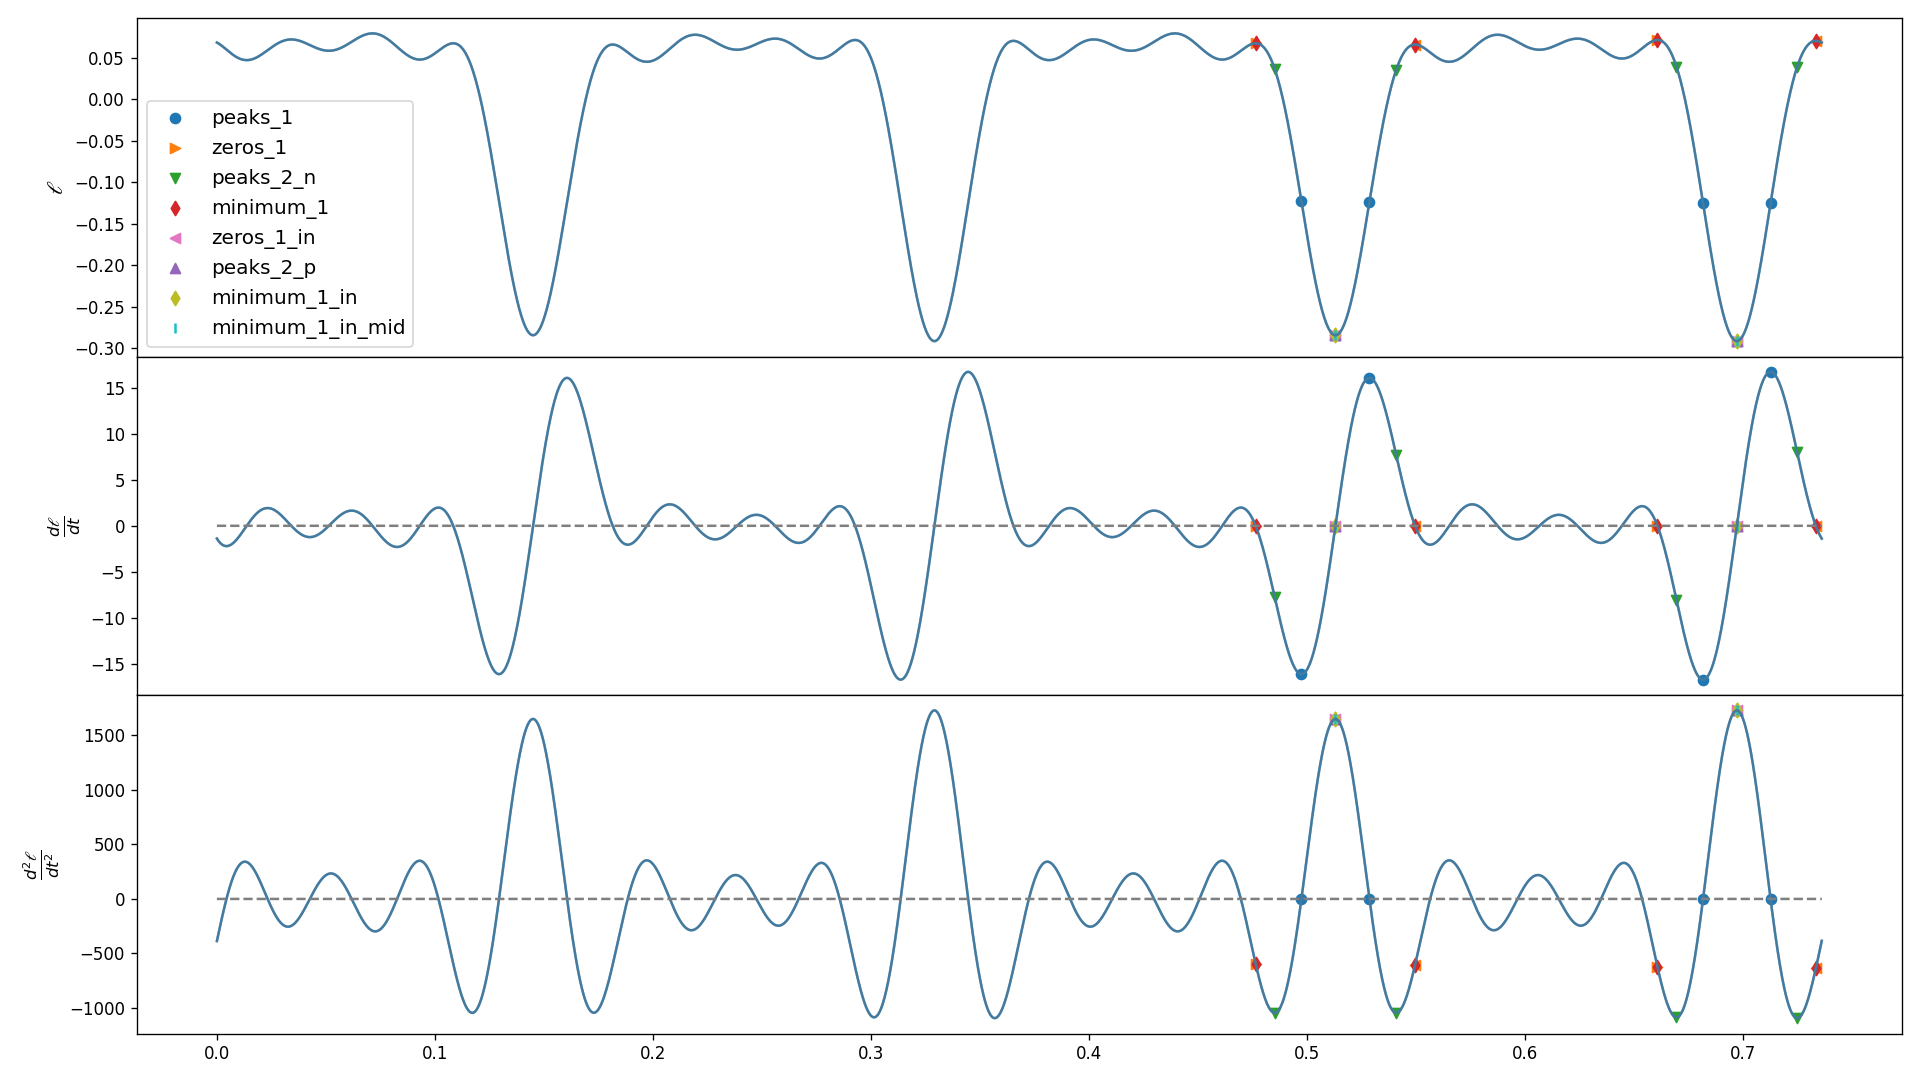 0.05
0.00
−0.05
−0.10
−0.15
−0.20
−0.25
−0.30
ℓ
peaks_1
zeros_1
peaks_2_n
minimum_1
zeros_1_in
peaks_2_p
minimum_1_in
minimum_1_in_mid
15
10
5
0
−5
−10
−15
dℓ
dt
1500
1000
500
0
−500
−1000
d²ℓ
dt²
0.0 0.1 0.2 0.3 0.4 0.5 0.6 0.7